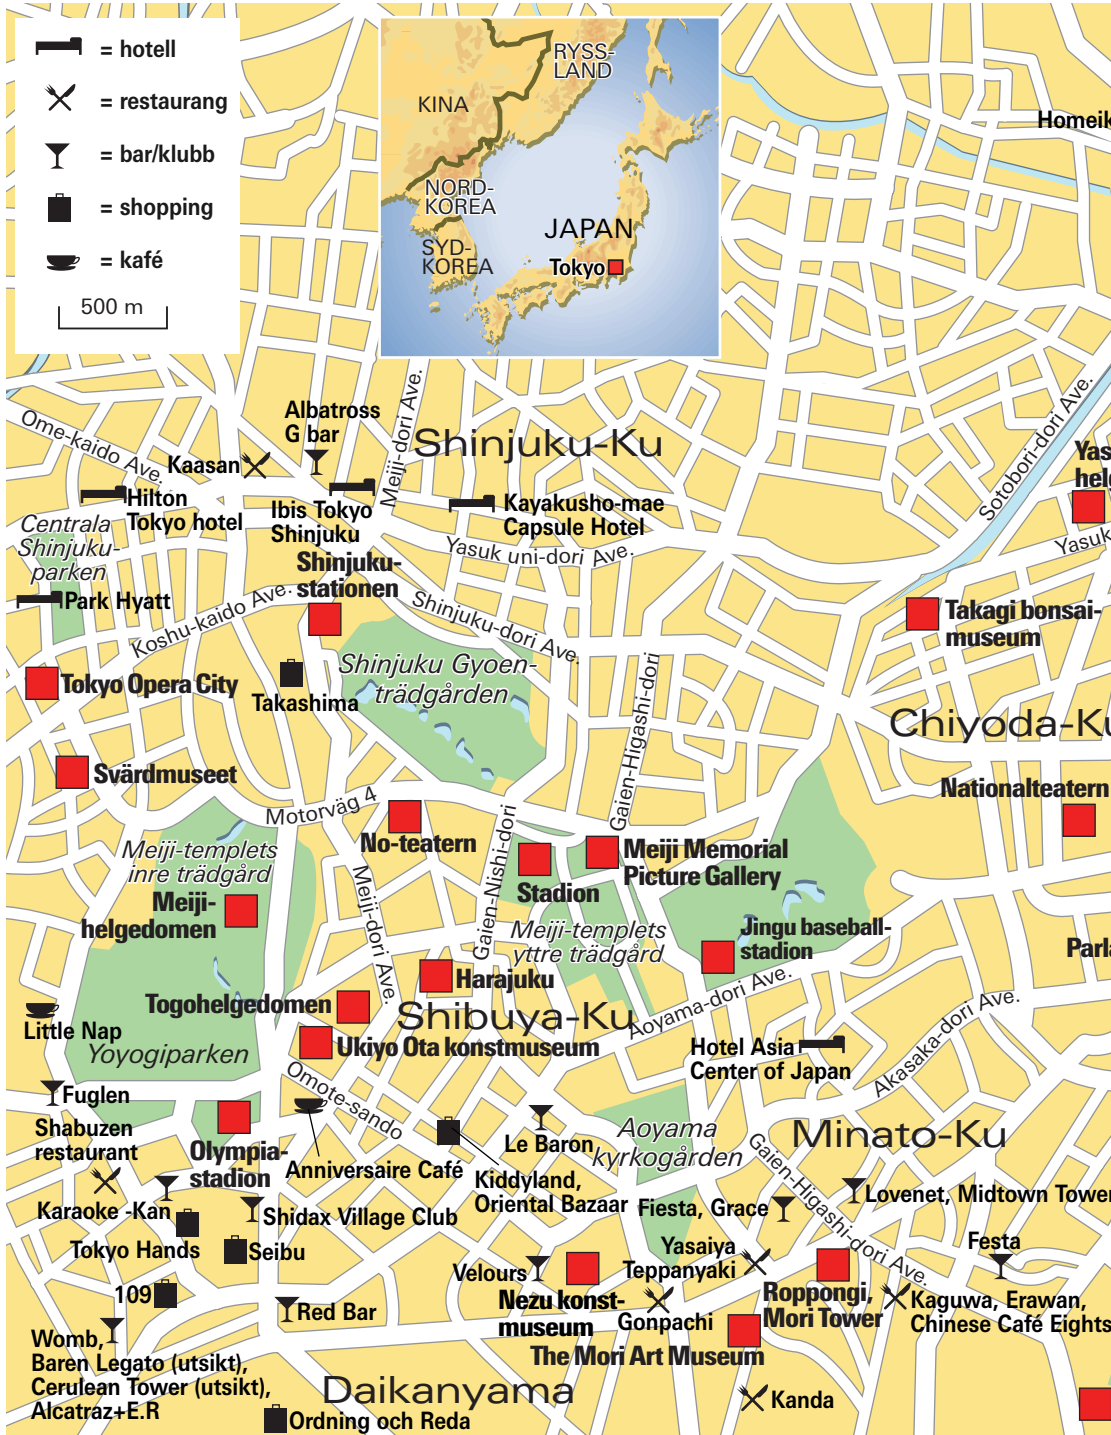 = hotell
= restaurang
= bar/klubb
= shopping
= kafé
500 m
RYSS-
LAND
KINA
NORD-
KOREA
SYD-
KOREA
JAPAN
Tokyo
Homeik
Ome-kaido Ave.
Albatross
G bar
Meiji-dori Ave.
Shinjuku-Ku
Kaasan
Sotobori-dori Ave.
Yas
helg
Hilton
Tokyo hotel
Ibis Tokyo
Shinjuku
Kayakusho-mae
Capsule Hotel
Centrala
Shinjuku-
parken
Yasuk uni-dori Ave.
Yasuk
Shinjuku-
stationen
Park Hyatt
Koshu-kaido Ave.
Shinjuku-dori Ave.
Takagi bonsai-
museum
Tokyo Opera City
Takashima
Shinjuku Gyoen-
trädgården
Gaien-Higashi-dori
Chiyoda-Ku
Svärdmuseet
Nationalteatern
Motorväg 4
No-teatern
Gaien-Nishi-dori
Meiji-templets
inre trädgård
Stadion
Meiji Memorial
Picture Gallery
Meiji-
helgedomen
Meiji-dori Ave.
Meiji-templets
yttre trädgård
Jingu baseball-
stadion
Parla
Harajuku
Togohelgedomen
Shibuya-Ku
Aoyama-dori Ave.
Akasaka-dori Ave.
Little Nap
Yoyogiparken
Ukiyo Ota konstmuseum
Hotel Asia
Center of Japan
Omote-sando
Fuglen
Shabuzen
restaurant
Olympia-
stadion
Anniversaire Café
Le Baron
Aoyama
kyrkogården
Minato-Ku
Gaien-Higashi-dori Ave.
Kiddyland,
Oriental Bazaar
Karaoke -Kan
Shidax Village Club
Fiesta, Grace
Lovenet, Midtown Tower
Tokyo Hands
Seibu
Yasaiya
Teppanyaki
Festa
Velours
109
Red Bar
Nezu konst-
museum
Gonpachi
Roppongi,
Mori Tower
Kaguwa, Erawan,
Chinese Café Eights
The Mori Art Museum
Womb,
Baren Legato (utsikt),
Cerulean Tower (utsikt),
Alcatraz+E.R
Daikanyama
Kanda
Ordning och Reda